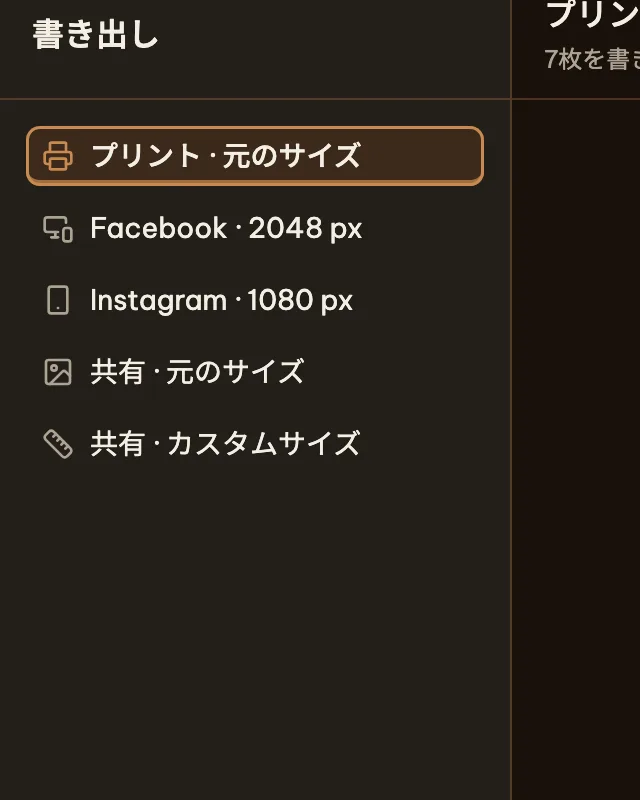 書き出し
プリン
7枚を書き
プリント · 元のサイズ
Facebook · 2048 px
Instagram · 1080 px
共有 · 元のサイズ
共有 · カスタムサイズ